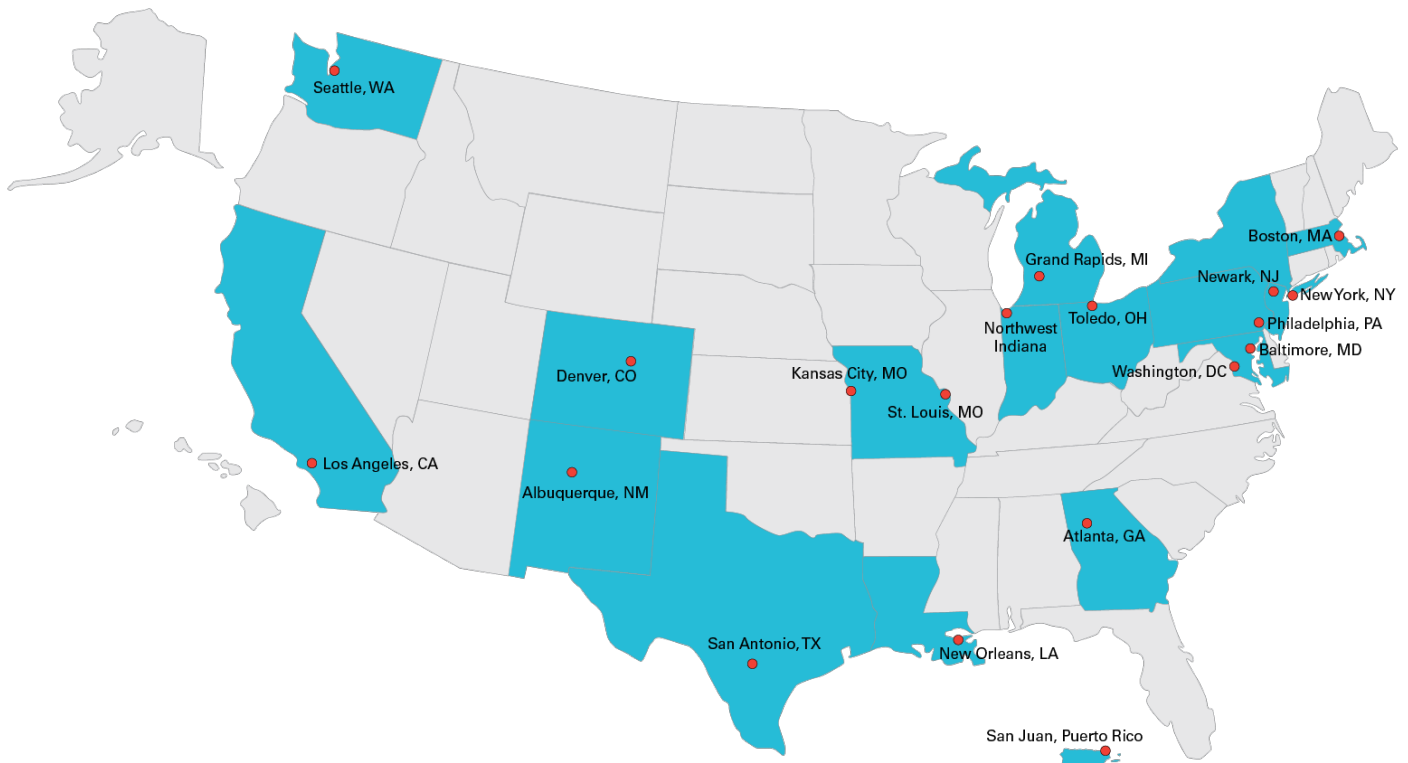 Seattle, WA
Boston, MA
Grand Rapids, MI
Newark, NJ
New York, NY
Toledo, OH
Philadelphia, PA
Northwest
Indiana
Baltimore, MD
Washington, DC
Denver, CO
Kansas City, MO
St. Louis, MO
Los Angeles, CA
Albuquerque, NM
Atlanta, GA
San Antonio, TX
New Orleans, LA
San Juan, Puerto Rico